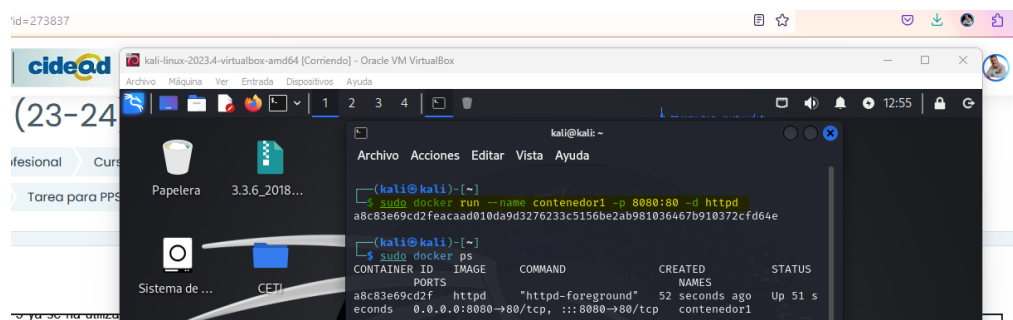 ?id=273837
cidead
kali-linux-2023.4-virtualbox-amd64 [Corriendo] - Oracle VM VirtualBox
Archivo Máquina Ver Entrada Dispositivos Ayuda
1 2 3 4
12:55
(23-24
kali@kali: ~
Archivo Acciones Editar Vista Ayuda
ofesional Curs
Tarea para PPS
Papelera
3.3.6_2018...
Sistema de ...
CETI
┌──(kali㉿kali)-[~]
└─$ sudo docker run --name contenedor1 -p 8080:80 -d httpd
a8c83e69cd2feacaad010da9d3276233c5156be2ab981036467b910372cfd64e
┌──(kali㉿kali)-[~]
└─$ sudo docker ps
CONTAINER ID IMAGE COMMAND CREATED STATUS
PORTS NAMES
a8c83e69cd2f httpd "httpd-foreground" 52 seconds ago Up 51 s
econds 0.0.0.0:8080→80/tcp, :::8080→80/tcp contenedor1